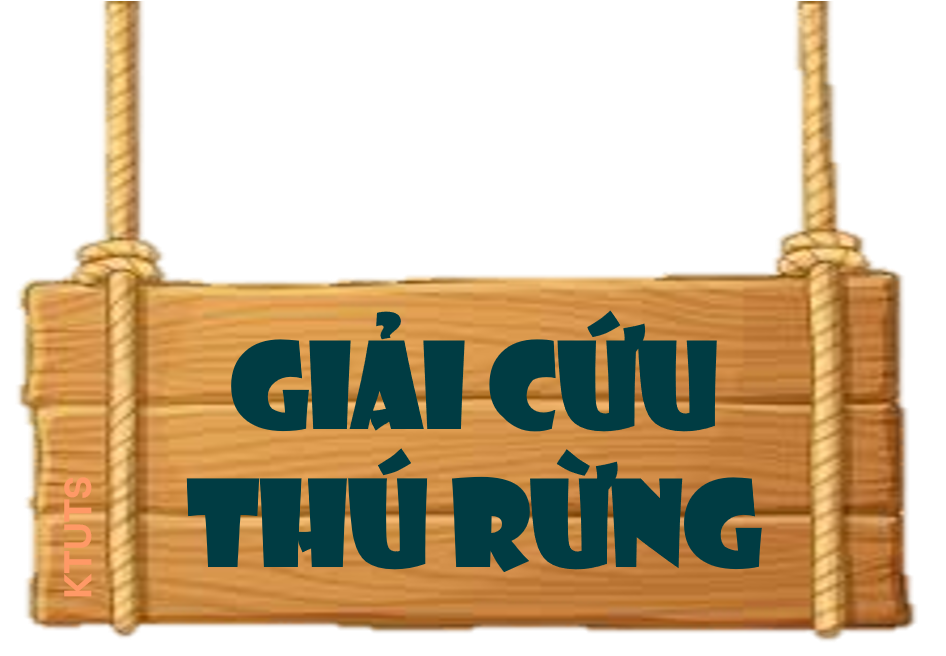 GIẢI CỨU
THÚ RỪNG
KTUTS